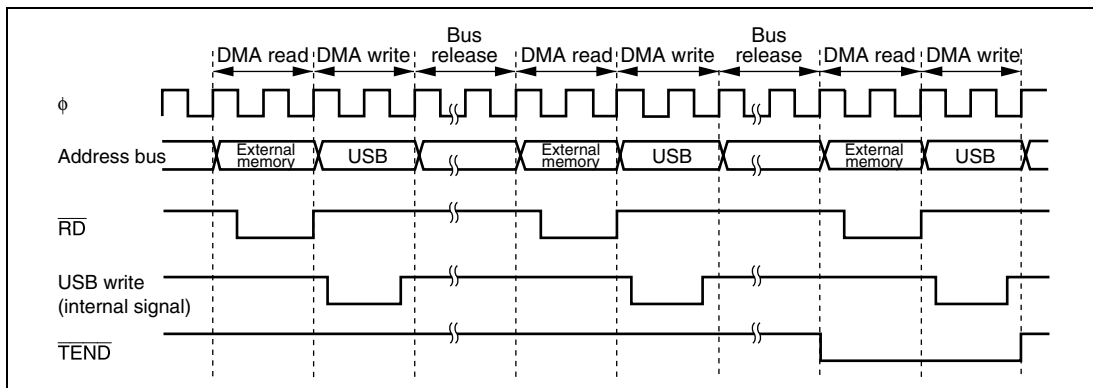 Bus Bus
DMA read DMA write release DMA read DMA write release DMA read DMA write
φ
Address bus External memory USB External memory USB External memory USB
RD
USB write
(internal signal)
TEND